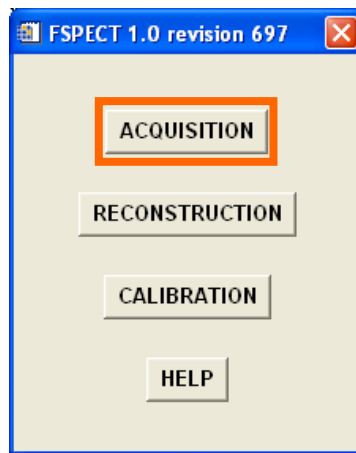 FSPECT 1.0 revision 697
ACQUISITION
RECONSTRUCTION
CALIBRATION
HELP